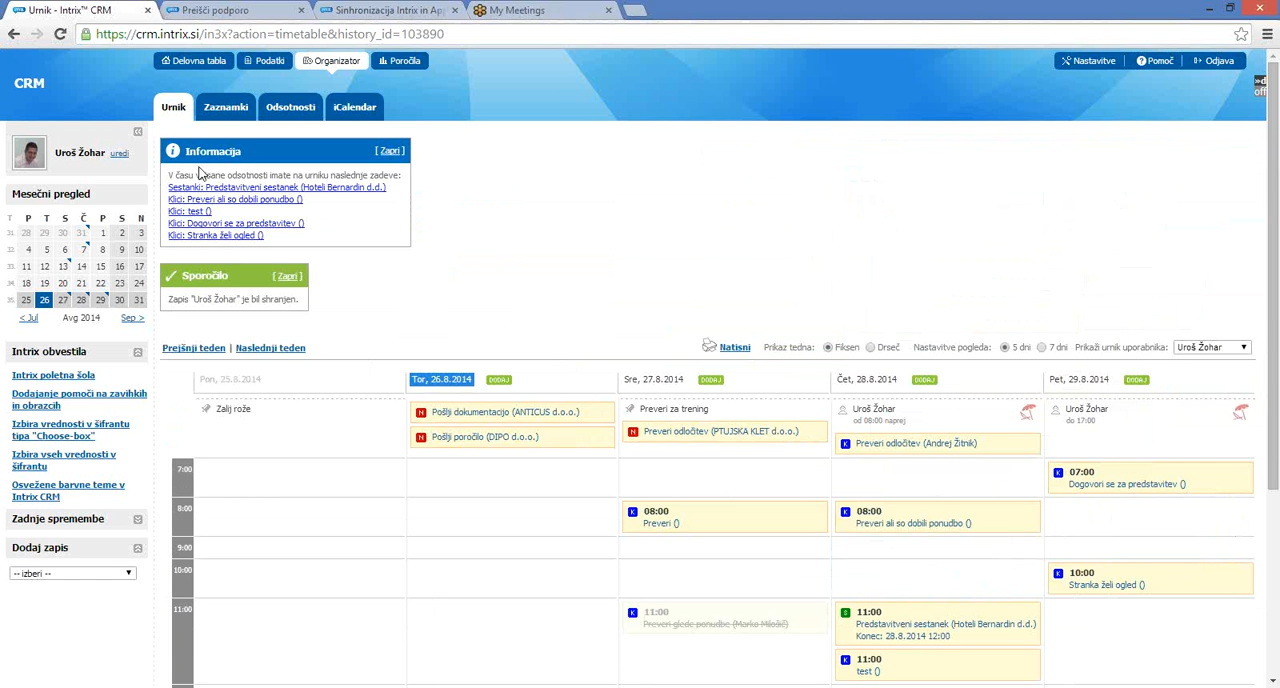 Urnik - Intrix™ CRM
Preišči podporo
Sinhronizacija Intrix in App
My Meetings
https://crm.intrix.si/in3x?action=timetable&history_id=103890
CRM
Delovna tabla
Podatki
Organizator
Poročila
Nastavitve
Pomoč
Odjava
Urnik
Zaznamki
Odsotnosti
iCalendar
off
Uroš Žohar uredi
Mesečni pregled
T P T S Č P S N
31. 28 29 30 31 1 2 3
32. 4 5 6 7 8 9 10
33. 11 12 13 14 15 16 17
34. 18 19 20 21 22 23 24
35. 25 26 27 28 29 30 31
< Jul Avg 2014 Sep >
Intrix obvestila
Intrix poletna šola
Dodajanje pomoči na zavihkih
in obrazcih
Izbira vrednosti v šifrantu
tipa "Choose-box"
Izbira vseh vrednosti v
šifrantu
Osvežene barvne teme v
Intrix CRM
Zadnje spremembe
Dodaj zapis
-- izberi --
Informacija [ Zapri ]
Sestanki: Predstavitveni sestanek (Hoteli Bernardin d.d.)
Klici: Preveri ali so dobili ponudbo ()
Klici: test ()
Klici: Dogovori se za predstavitev ()
Klici: Stranka želi ogled ()
Sporočilo [ Zapri ]
Zapis "Uroš Žohar" je bil shranjen.
Prejšnji teden | Naslednji teden
Natisni Prikaz tedna: Fiksen Drseč Nastavitve pogleda: 5 dni 7 dni Prikaži urnik uporabnika: Uroš Žohar
Pon, 25.8.2014
Tor, 26.8.2014 DODAJ
Sre, 27.8.2014 DODAJ
Čet, 28.8.2014 DODAJ
Pet, 29.8.2014 DODAJ
Zalij rože
N Pošlji dokumentacijo (ANTICUS d.o.o.)
N Pošlji poročilo (DIPO d.o.o.)
Preveri za trening
N Preveri odločitev (PTUJSKA KLET d.o.o.)
Uroš Žohar
od 08:00 naprej
K Preveri odločitev (Andrej Žitnik)
Uroš Žohar
do 17:00
7:00
K 07:00
Dogovori se za predstavitev ()
8:00
K 08:00
Preveri ()
K 08:00
Preveri ali so dobili ponudbo ()
9:00
10:00
K 10:00
Stranka želi ogled ()
11:00
K 11:00
Preveri glede ponudbe (Marko Milošič)
S 11:00
Predstavitveni sestanek (Hoteli Bernardin d.d.)
Konec: 28.8.2014 12:00
K 11:00
test ()